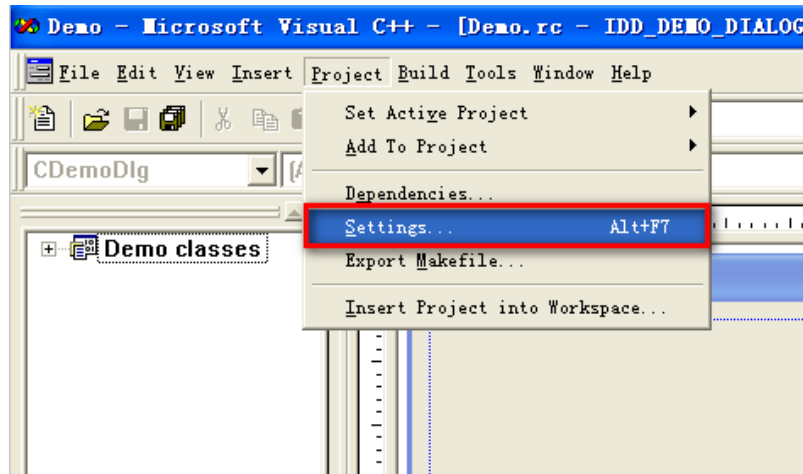 Demo - Microsoft Visual C++ - [Demo.rc - IDD_DEMO_DIALOG
File Edit View Insert Project Build Tools Window Help
Set Active Project
Add To Project
CDemoDlg
Dependencies...
Settings... Alt+F7
Demo classes
Export Makefile...
Insert Project into Workspace...